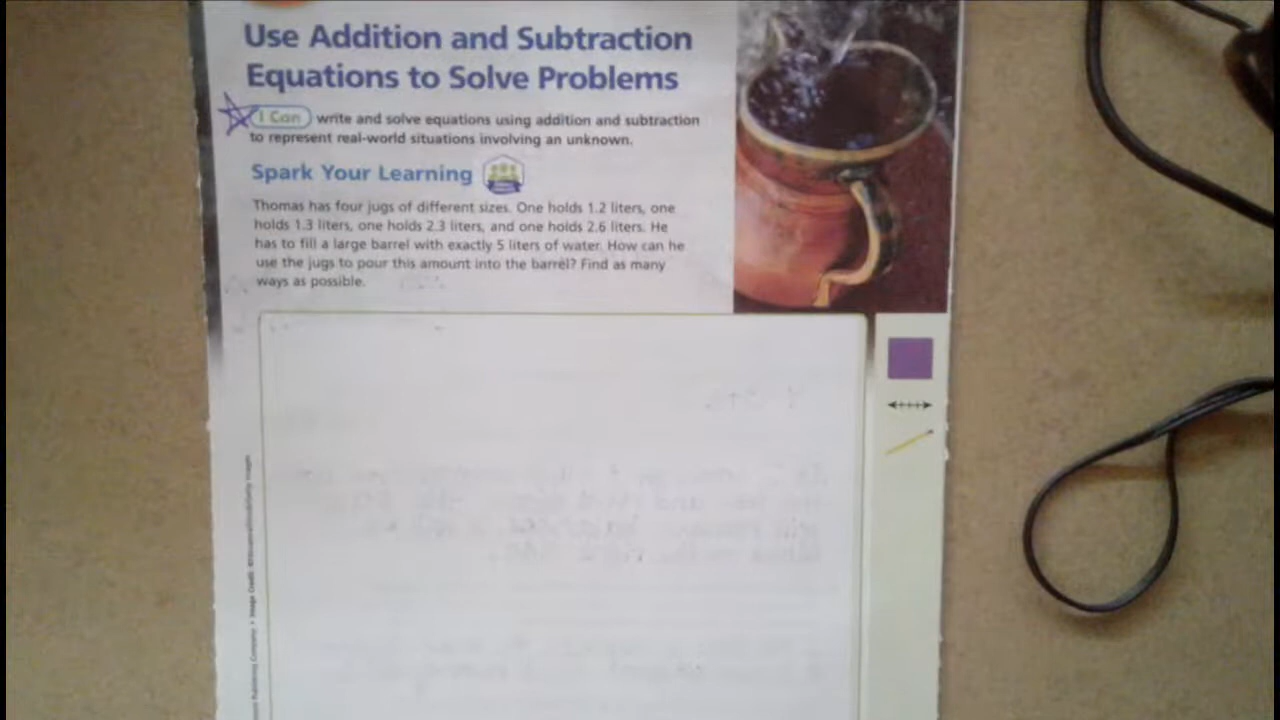 Use Addition and Subtraction
Equations to Solve Problems
I Can write and solve equations using addition and subtraction
to represent real-world situations involving an unknown.
Spark Your Learning
Thomas has four jugs of different sizes. One holds 1.2 liters, one
holds 1.3 liters, one holds 2.3 liters, and one holds 2.6 liters. He
has to fill a large barrel with exactly 5 liters of water. How can he
use the jugs to pour this amount into the barrel? Find as many
ways as possible.
Publishing Company • Image Credit: